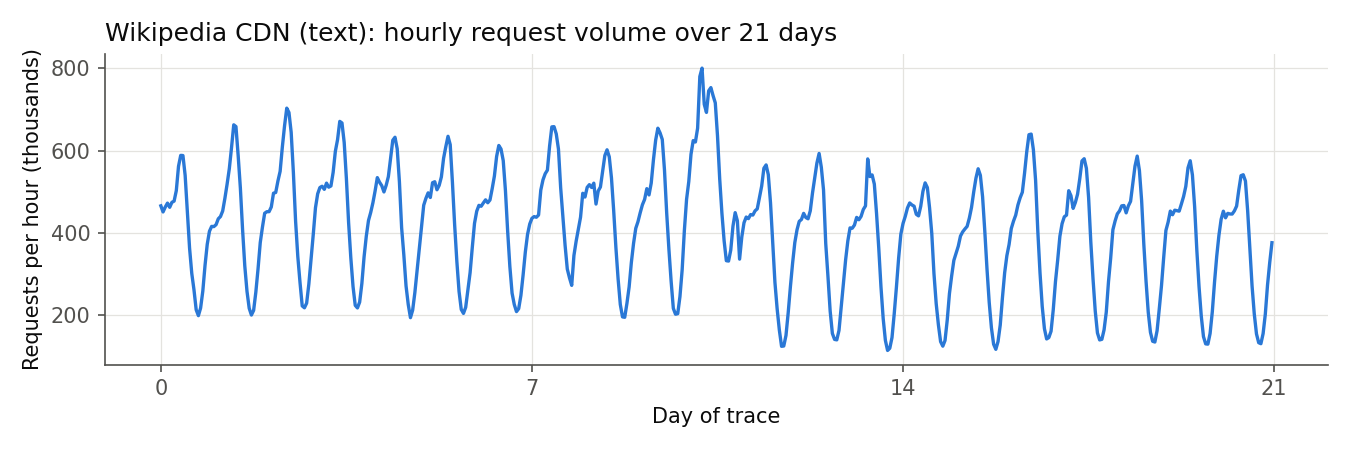 Wikipedia CDN (text): hourly request volume over 21 days
Requests per hour (thousands)
800
600
400
200
0 7 14 21
Day of trace